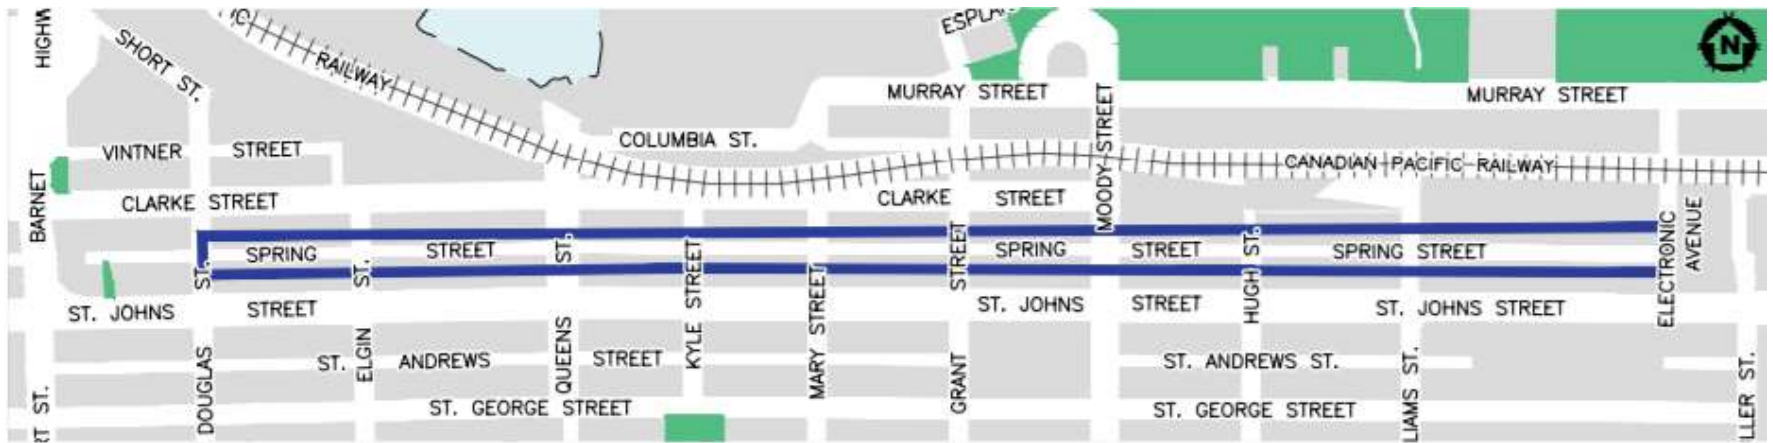 HIGHW
SHORT ST.
IC
RAILWAY
ESPLAN
N
MURRAY STREET
MURRAY STREET
COLUMBIA ST.
MOODY STREET
VINTNER STREET
CANADIAN PACIFIC RAILWAY
BARNET
CLARKE STREET
CLARKE STREET
SPRING STREET
SPRING STREET
SPRING STREET
ELECTRONIC
AVENUE
ST. JOHNS STREET
ST. JOHNS STREET
ST. JOHNS STREET
DOUGLAS ST.
ELGIN ST.
QUEENS ST.
KYLE STREET
MARY STREET
GRANT STREET
HUGH ST.
ST. ANDREWS STREET
ST. ANDREWS ST.
ST. GEORGE STREET
ST. GEORGE STREET
RT ST.
LIAMS ST.
LLER ST.